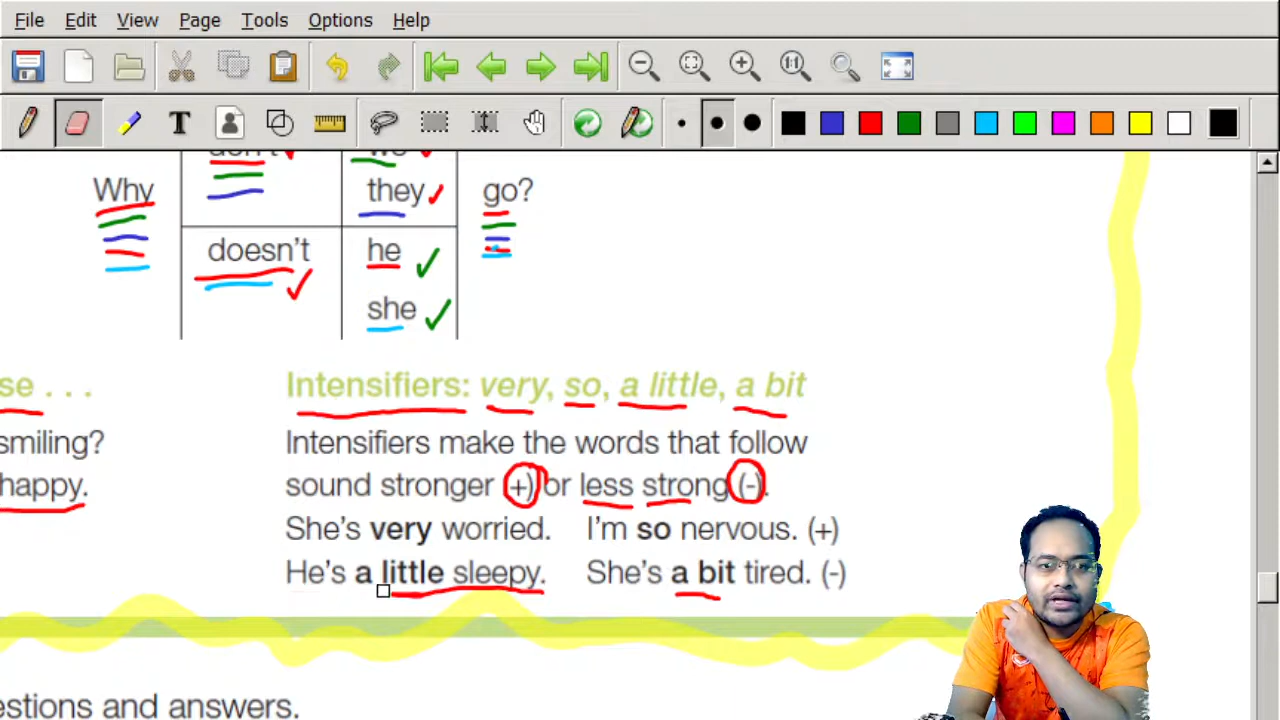 File Edit View Page Tools Options Help
don't we
Why they go?
doesn't he
she
se . . . Intensifiers: very, so, a little, a bit
smiling? Intensifiers make the words that follow
happy. sound stronger (+) or less strong (-).
She's very worried. I'm so nervous. (+)
He's a little sleepy. She's a bit tired. (-)
estions and answers.